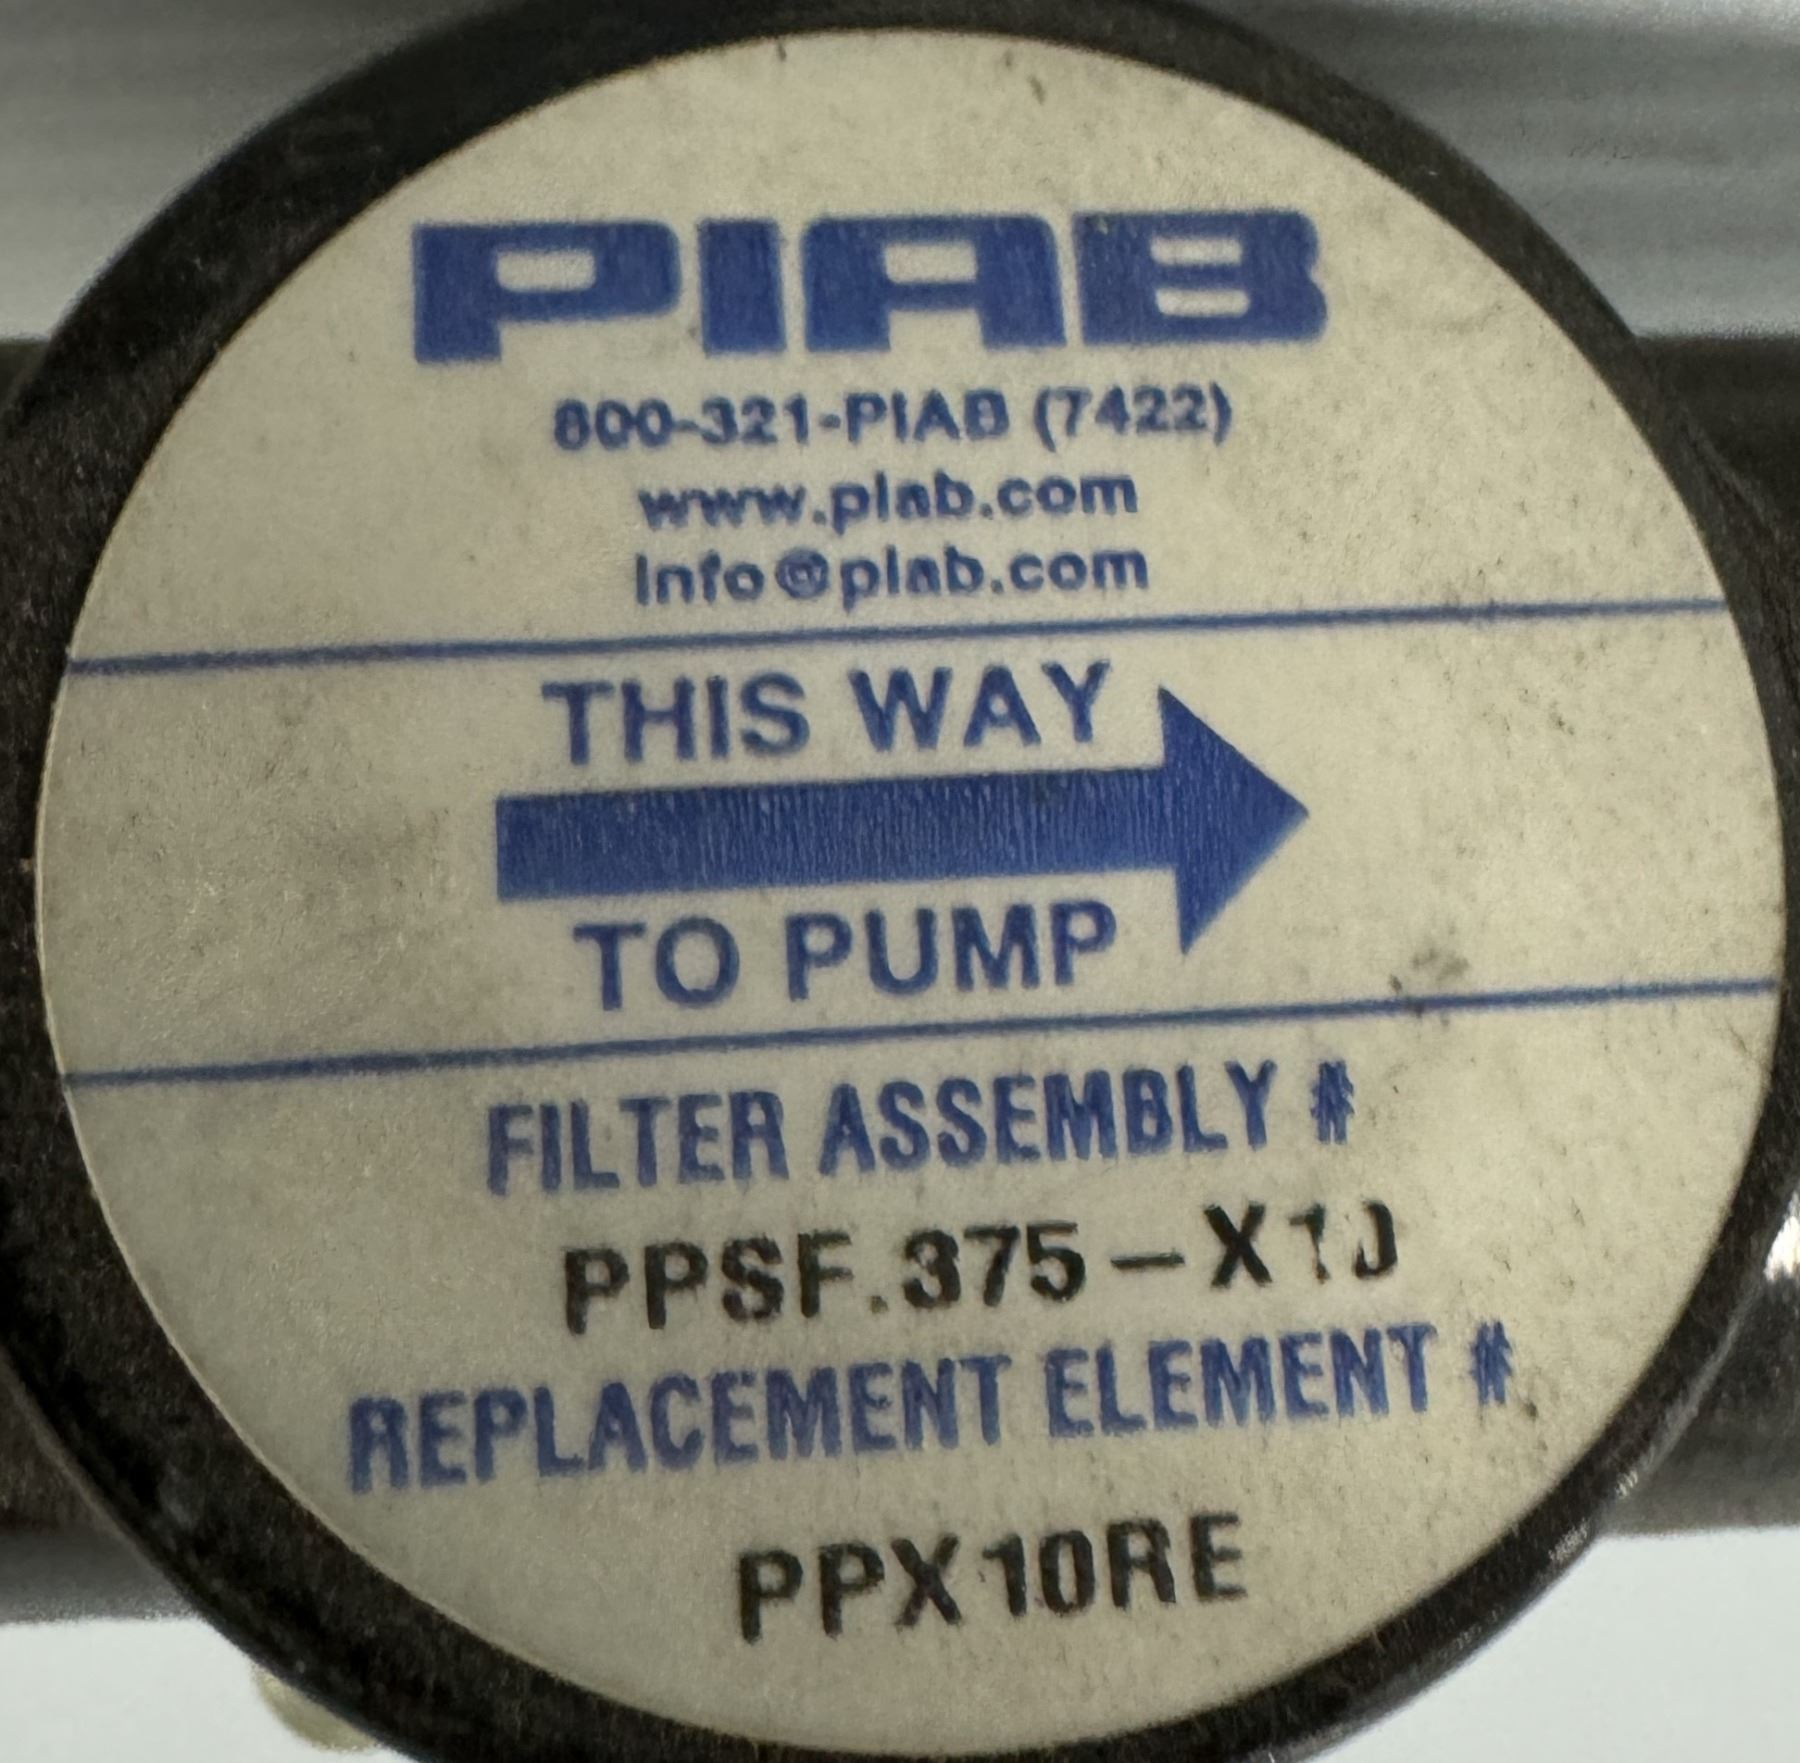 PIAB
800-321-PIAB (7422)
www.piab.com
Info@piab.com
THIS WAY
TO PUMP
FILTER ASSEMBLY #
PPSF.375-X10
REPLACEMENT ELEMENT #
PPX10RE